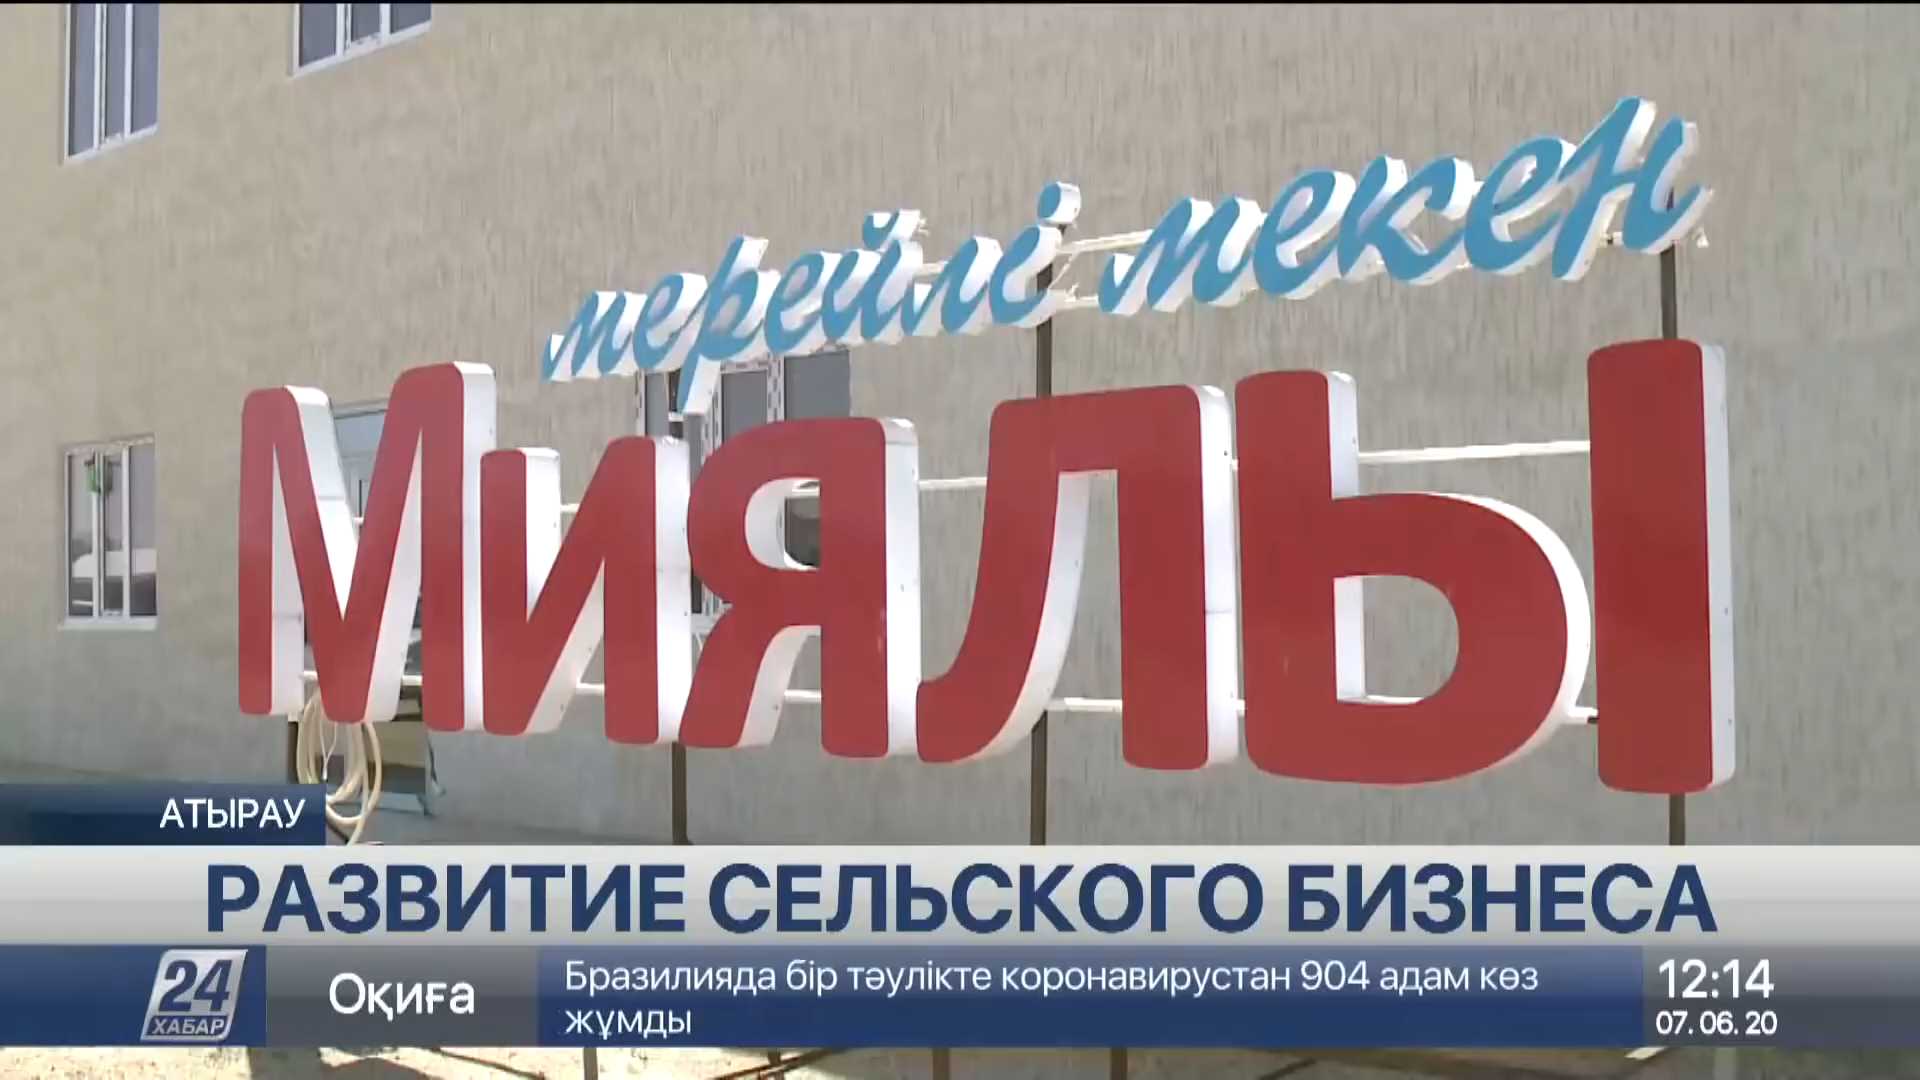 мерейлі мекен
Миялы
АТЫРАУ
РАЗВИТИЕ СЕЛЬСКОГО БИЗНЕСА
24
ХАБАР
Оқиға
Бразилияда бір тәулікте коронавирустан 904 адам көз
жұмды
12:14
07. 06. 20